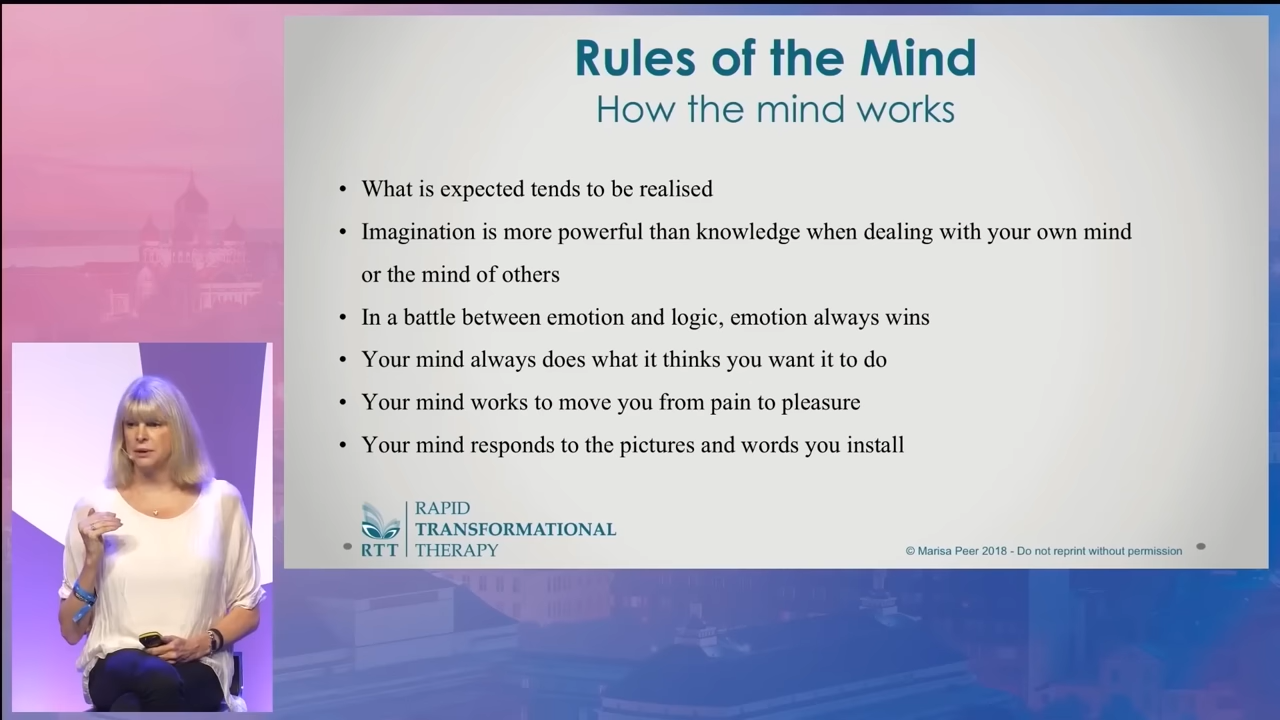 Rules of the Mind
How the mind works
• What is expected tends to be realised
• Imagination is more powerful than knowledge when dealing with your own mind
or the mind of others
• In a battle between emotion and logic, emotion always wins
• Your mind always does what it thinks you want it to do
• Your mind works to move you from pain to pleasure
• Your mind responds to the pictures and words you install
RTT
RAPID
TRANSFORMATIONAL
THERAPY
© Marisa Peer 2018 - Do not reprint without permission